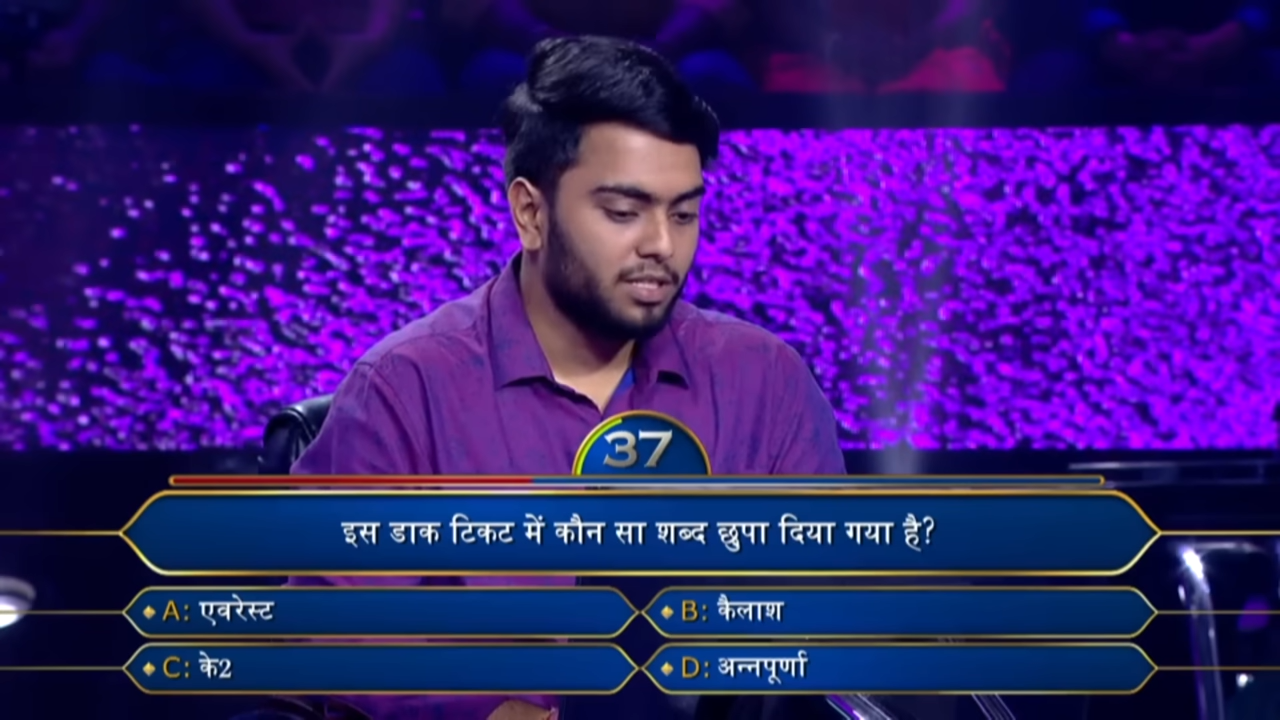 37
इस डाक टिकट में कौन सा शब्द छुपा दिया गया है?
A: एवरेस्ट
B: कैलाश
C: के2
D: अन्नपूर्णा